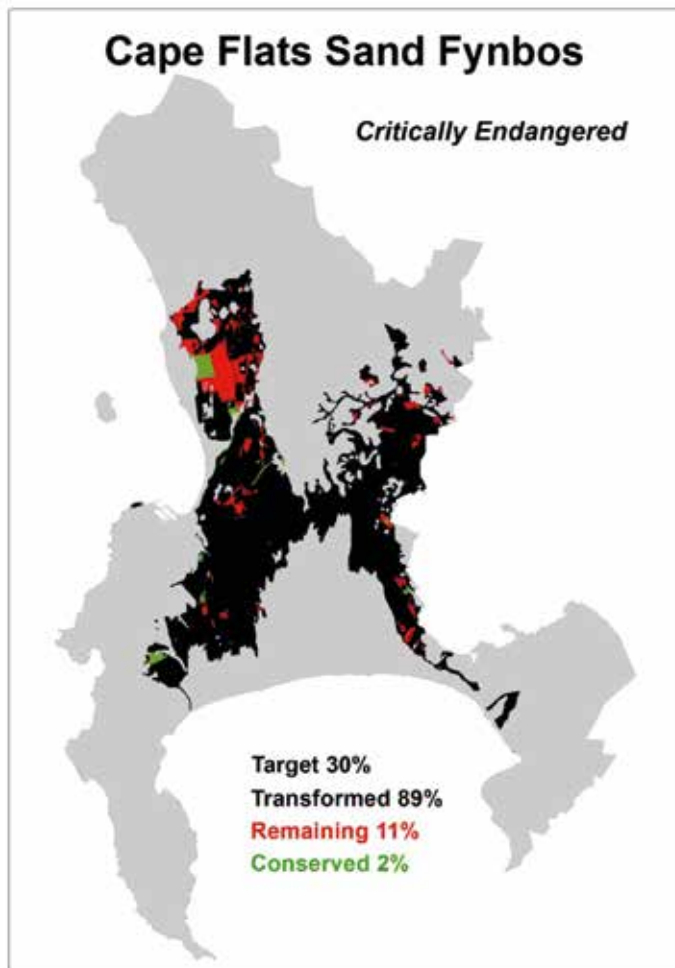 Cape Flats Sand Fynbos
Critically Endangered
Target 30%
Transformed 89%
Remaining 11%
Conserved 2%